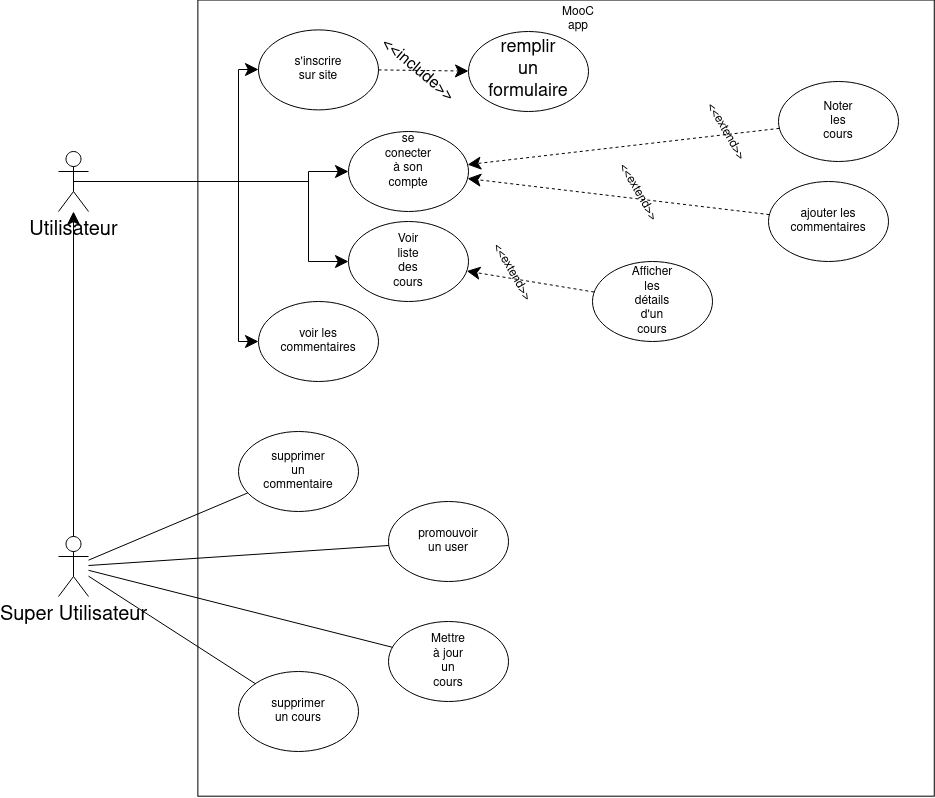 MooC
app
s'inscrire
sur site
<<include>>
remplir
un
formulaire
Noter
les
cours
<<extend>>
se
conecter
à son
compte
<<extend>>
ajouter les
commentaires
Utilisateur
Voir
liste
des
cours
<<extend>>
Afficher
les
détails
d'un
cours
voir les
commentaires
supprimer
un
commentaire
promouvoir
un user
Super Utilisateur
Mettre
à jour
un
cours
supprimer
un cours